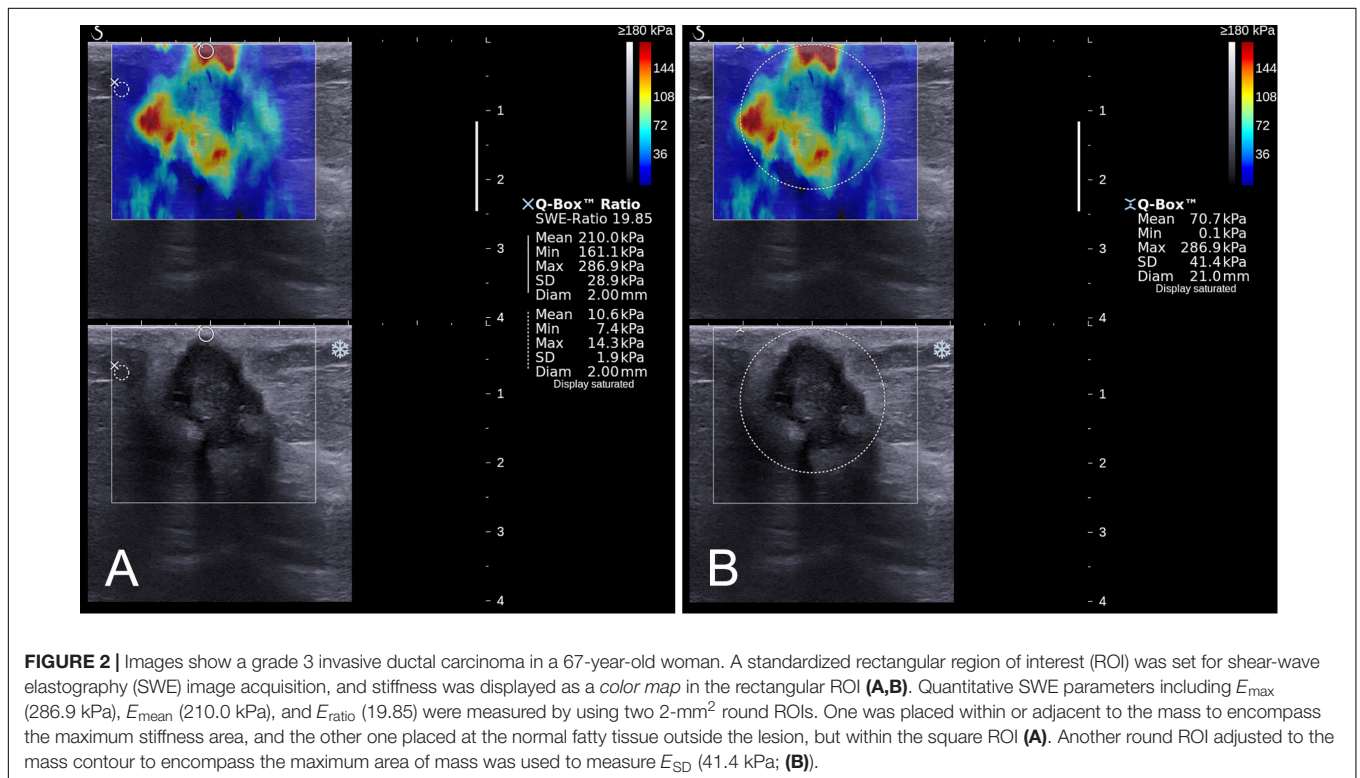 ≥180 kPa
144
108
72
36
1
2
3
4
Q-Box™ Ratio
SWE-Ratio 19.85
Mean 210.0 kPa
Min 161.1 kPa
Max 286.9 kPa
SD 28.9 kPa
Diam 2.00 mm
Mean 10.6 kPa
Min 7.4 kPa
Max 14.3 kPa
SD 1.9 kPa
Diam 2.00 mm
Display saturated
1
2
3
4
A
≥180 kPa
144
108
72
36
1
2
3
4
Q-Box™
Mean 70.7 kPa
Min 0.1 kPa
Max 286.9 kPa
SD 41.4 kPa
Diam 21.0 mm
Display saturated
1
2
3
4
B
FIGURE 2 | Images show a grade 3 invasive ductal carcinoma in a 67-year-old woman. A standardized rectangular region of interest (ROI) was set for shear-wave
elastography (SWE) image acquisition, and stiffness was displayed as a color map in the rectangular ROI (A,B). Quantitative SWE parameters including Emax
(286.9 kPa), Emean (210.0 kPa), and Eratio (19.85) were measured by using two 2-mm² round ROIs. One was placed within or adjacent to the mass to encompass
the maximum stiffness area, and the other one placed at the normal fatty tissue outside the lesion, but within the square ROI (A). Another round ROI adjusted to the
mass contour to encompass the maximum area of mass was used to measure ESD (41.4 kPa; (B)).